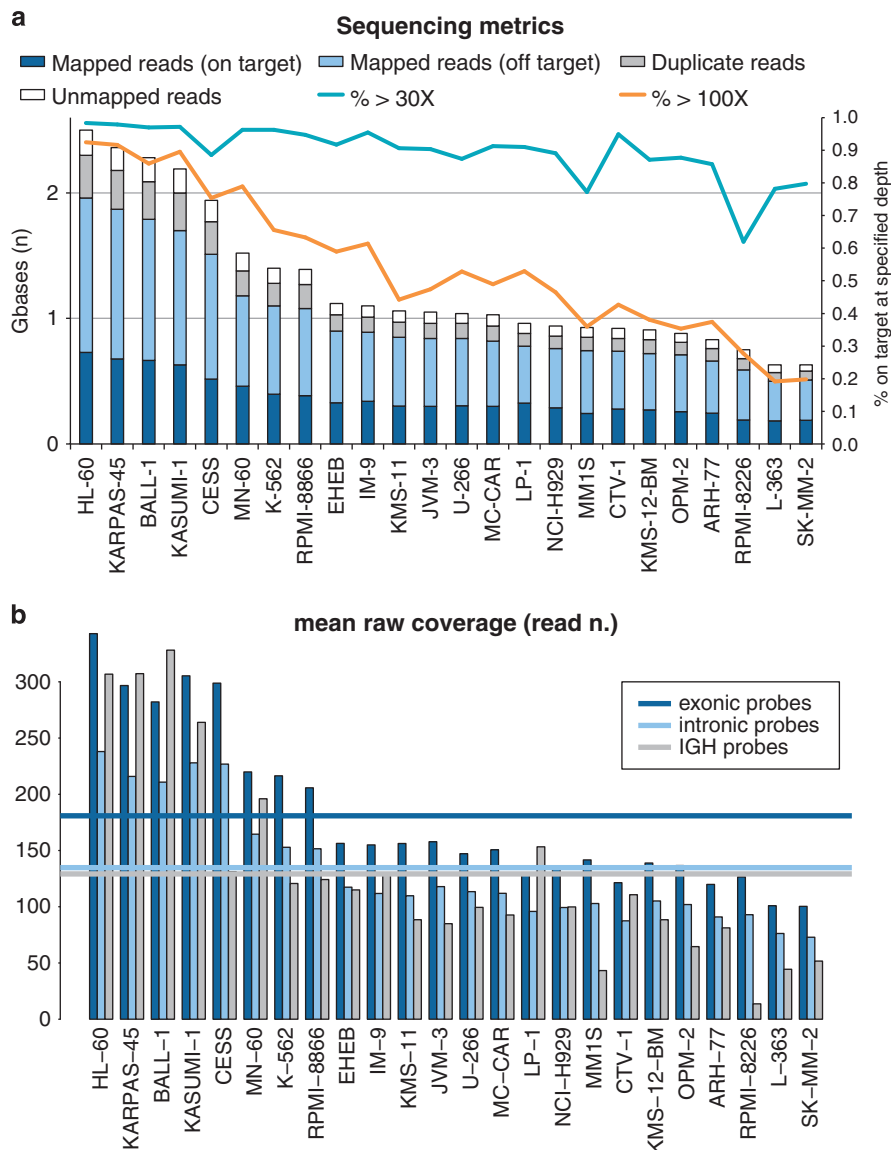 a
Sequencing metrics
Mapped reads (on target) Mapped reads (off target) Duplicate reads
Unmapped reads % > 30X % > 100X
Gbases (n)
2
1
0
1.0
0.9
0.8
0.7
0.6
0.5
0.4
0.3
0.2
0.1
0.0
% on target at specified depth
HL-60
KARPAS-45
BALL-1
KASUMI-1
CESS
MN-60
K-562
RPMI-8866
EHEB
IM-9
KMS-11
JVM-3
U-266
MC-CAR
LP-1
NCI-H929
MM1S
CTV-1
KMS-12-BM
OPM-2
ARH-77
RPMI-8226
L-363
SK-MM-2
b
mean raw coverage (read n.)
300
250
200
150
100
50
0
exonic probes
intronic probes
IGH probes
HL–60
KARPAS–45
BALL–1
KASUMI–1
CESS
MN–60
K–562
RPMI–8866
EHEB
IM–9
KMS–11
JVM–3
U–266
MC–CAR
LP–1
NCI–H929
MM1S
CTV–1
KMS–12–BM
OPM–2
ARH–77
RPMI–8226
L–363
SK–MM–2